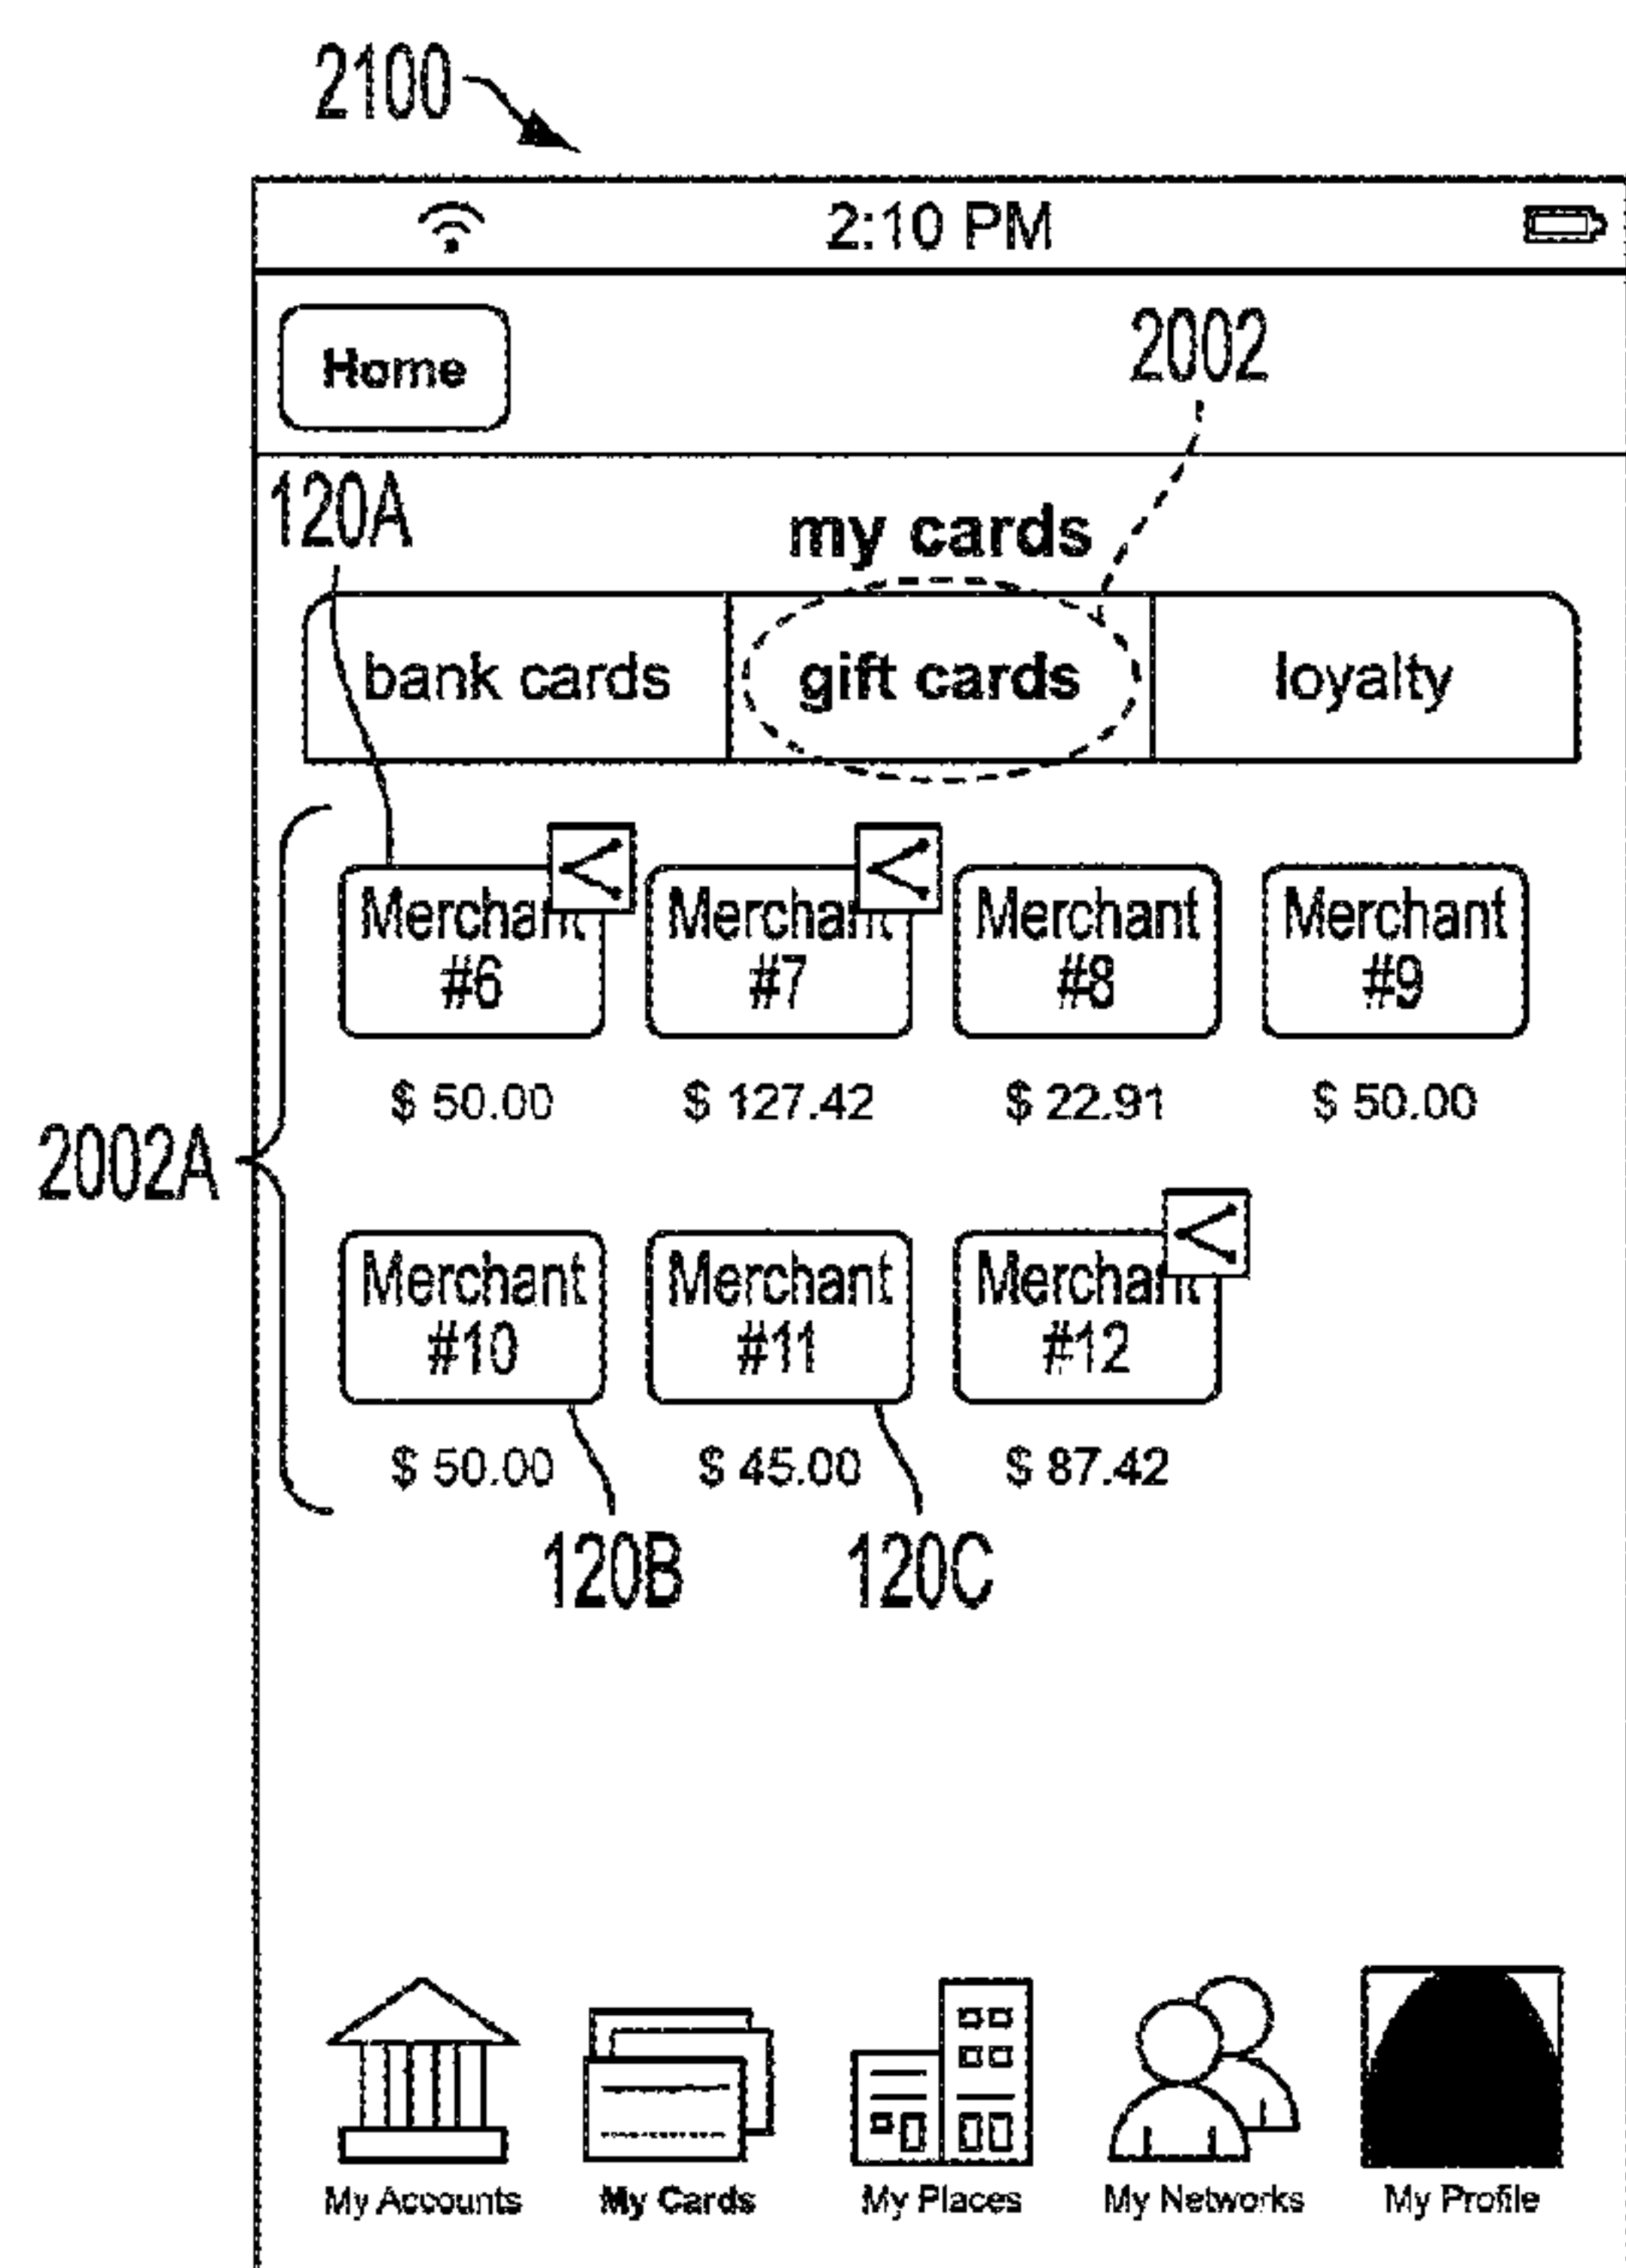 2100
2:10 PM
Home
2002
120A
my cards
bank cards gift cards loyalty
Merchant #6
Merchant #7
Merchant #8
Merchant #9
$ 50.00 $ 127.42 $ 22.91 $ 50.00
2002A
Merchant #10
Merchant #11
Merchant #12
$ 50.00 $ 45.00 $ 87.42
120B 120C
My Accounts My Cards My Places My Networks My Profile